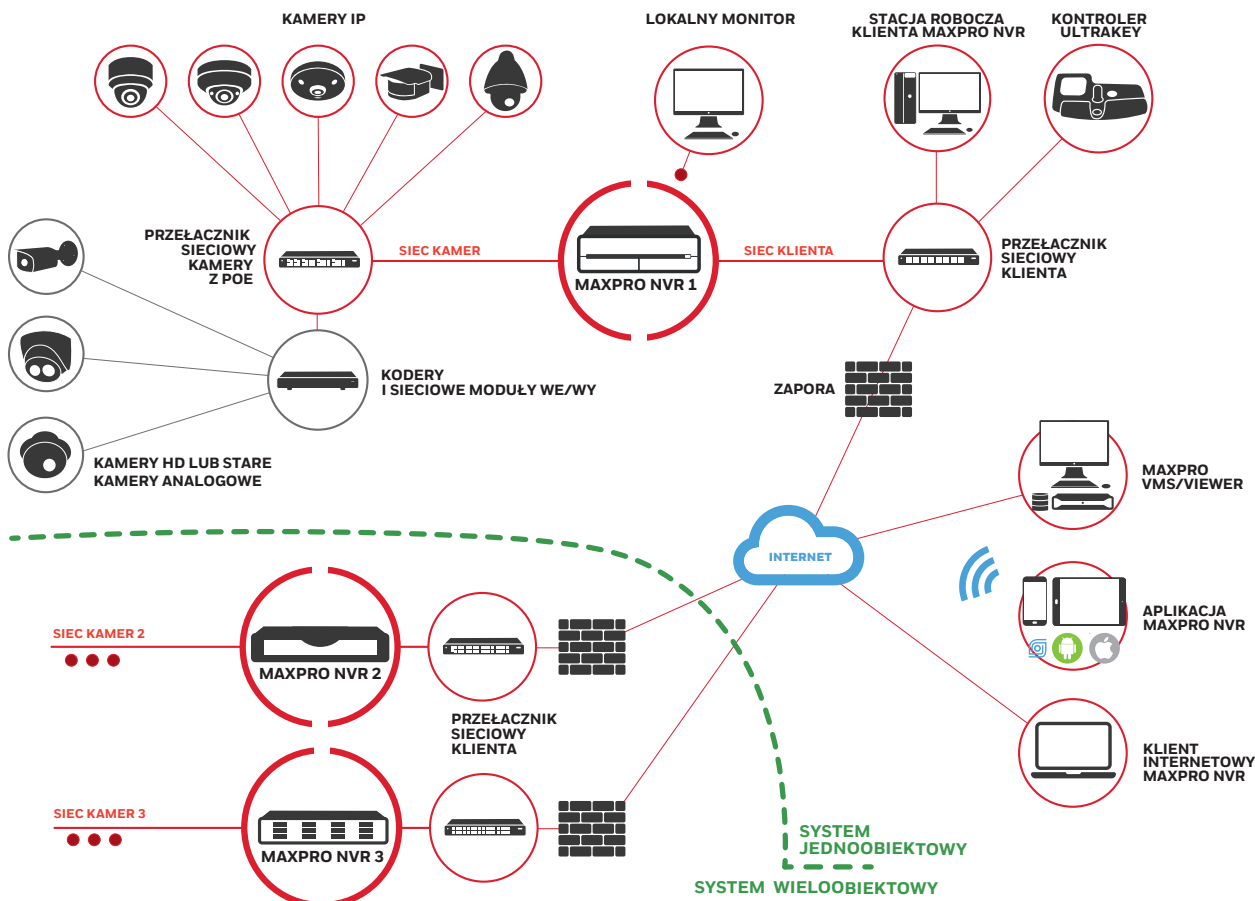 KAMERY IP
LOKALNY MONITOR
STACJA ROBOCZA
KLIENTA MAXPRO NVR
KONTROLER
ULTRAKEY
PRZEŁACZNIK
SIECIOWY
KAMERY
Z POE
SIEC KAMER
MAXPRO NVR 1
SIEC KLIENTA
PRZEŁACZNIK
SIECIOWY
KLIENTA
KODERY
I SIECIOWE MODUŁY WE/WY
ZAPORA
KAMERY HD LUB STARE
KAMERY ANALOGOWE
MAXPRO
VMS/VIEWER
INTERNET
APLIKACJA
MAXPRO NVR
SIEC KAMER 2
MAXPRO NVR 2
PRZEŁACZNIK
SIECIOWY
KLIENTA
KLIENT
INTERNETOWY
MAXPRO NVR
SIEC KAMER 3
MAXPRO NVR 3
SYSTEM
JEDNOOBIEKTOWY
SYSTEM WIELOOBIEKTOWY